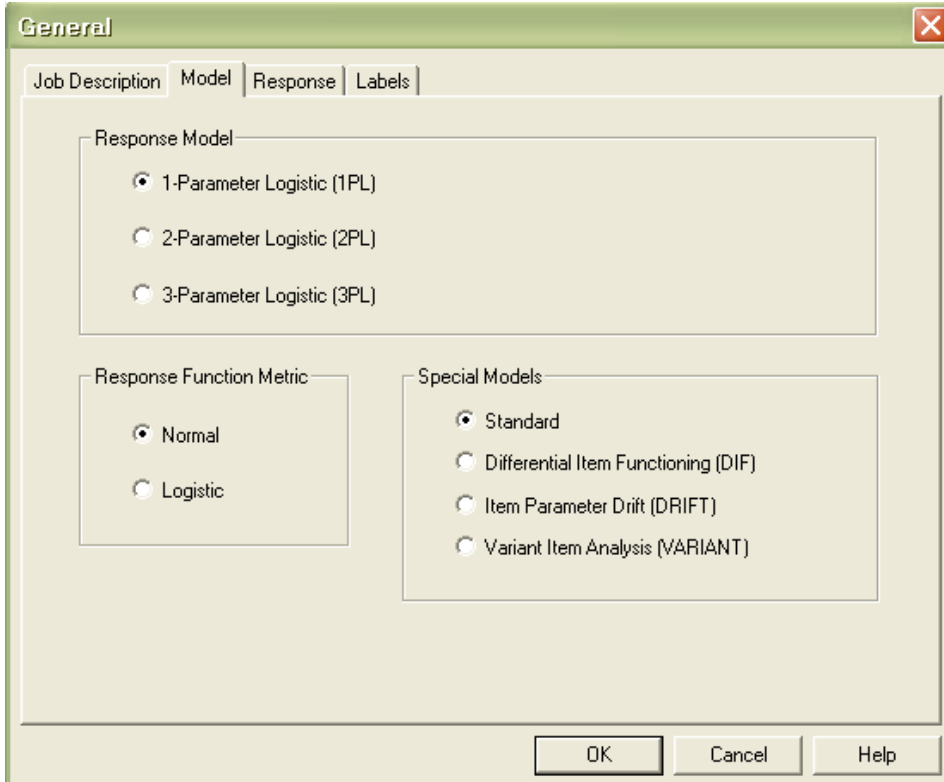 General
Job Description Model Response Labels
Response Model
1-Parameter Logistic (1PL)
2-Parameter Logistic (2PL)
3-Parameter Logistic (3PL)
Response Function Metric
Normal
Logistic
Special Models
Standard
Differential Item Functioning (DIF)
Item Parameter Drift (DRIFT)
Variant Item Analysis (VARIANT)
OK Cancel Help